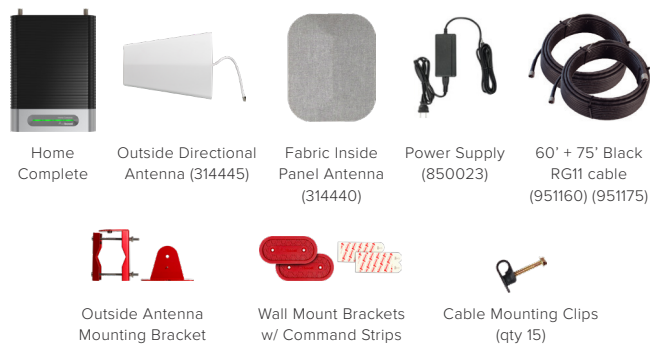 Home
Complete
Outside Directional
Antenna (314445)
Fabric Inside
Panel Antenna
(314440)
Power Supply
(850023)
60’ + 75’ Black
RG11 cable
(951160) (951175)
Outside Antenna
Mounting Bracket
Wall Mount Brackets
w/ Command Strips
Cable Mounting Clips
(qty 15)